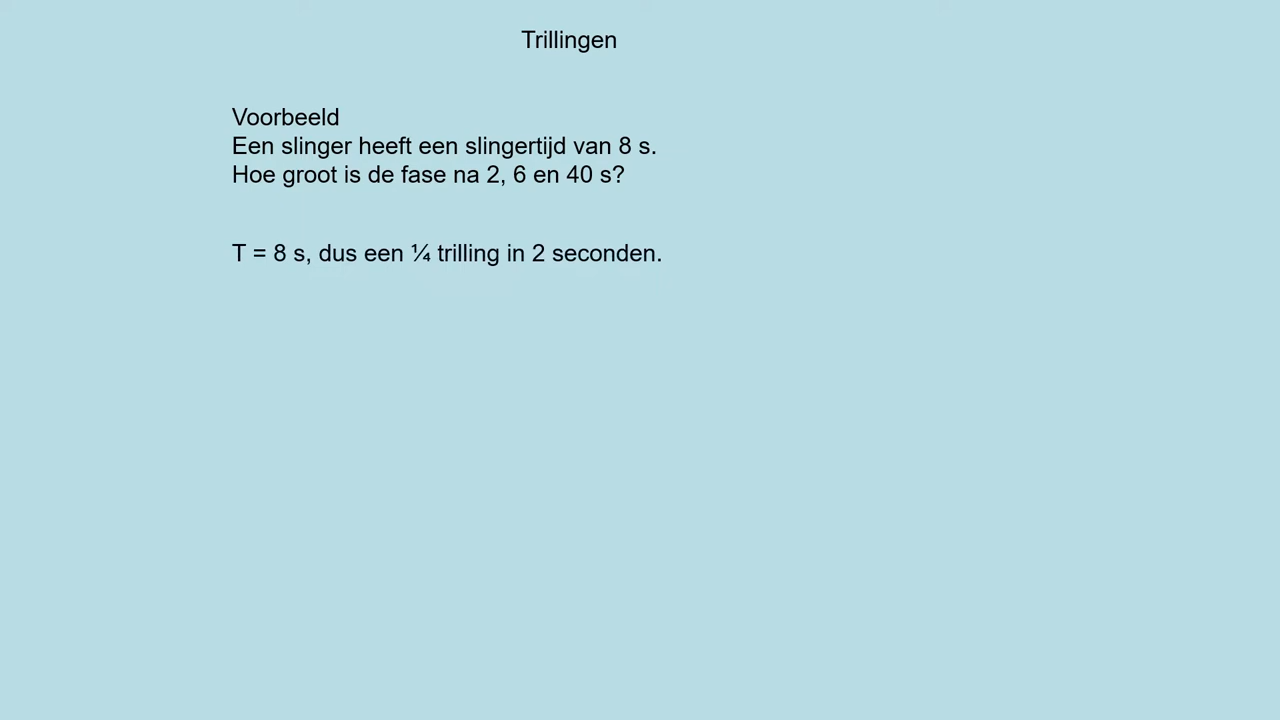 Trillingen
Voorbeeld
Een slinger heeft een slingertijd van 8 s.
Hoe groot is de fase na 2, 6 en 40 s?
T = 8 s, dus een ¼ trilling in 2 seconden.